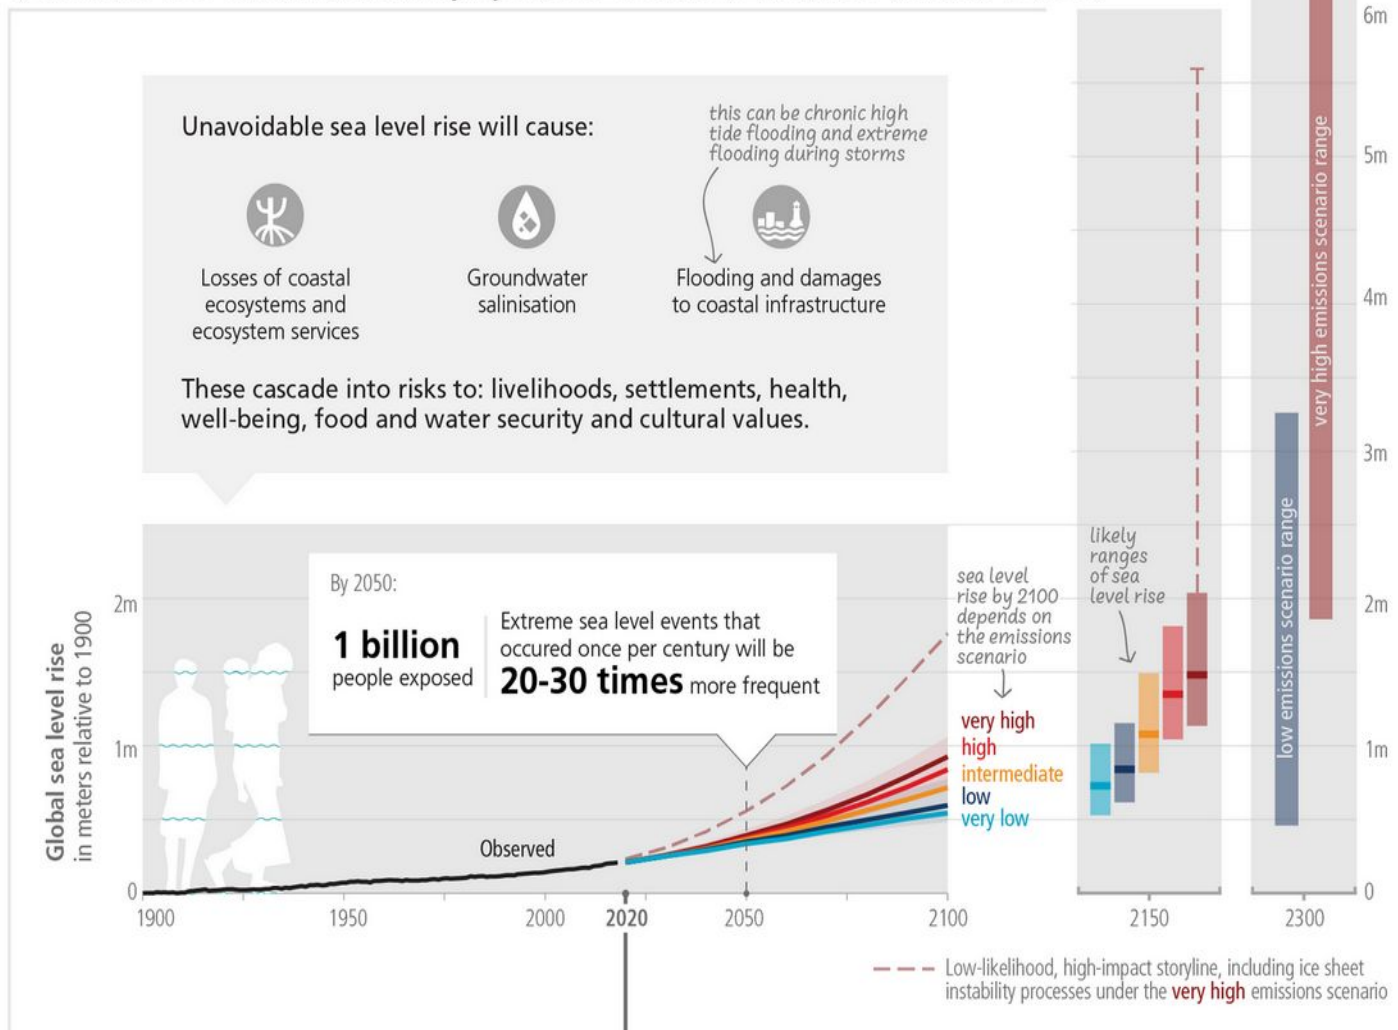 6m
Unavoidable sea level rise will cause:
this can be chronic high
tide flooding and extreme
flooding during storms
Losses of coastal
ecosystems and
ecosystem services
Groundwater
salinisation
Flooding and damages
to coastal infrastructure
These cascade into risks to: livelihoods, settlements, health,
well-being, food and water security and cultural values.
5m
4m
3m
2m
1m
0
very high emissions scenario range
low emissions scenario range
likely
ranges
of sea
level rise
sea level
rise by 2100
depends on
the emissions
scenario
very high
high
intermediate
low
very low
By 2050:
1 billion
people exposed
Extreme sea level events that
occured once per century will be
20-30 times more frequent
Global sea level rise
in meters relative to 1900
2m
1m
0
Observed
1900
1950
2000
2020
2050
2100
2150
2300
Low-likelihood, high-impact storyline, including ice sheet
instability processes under the very high emissions scenario